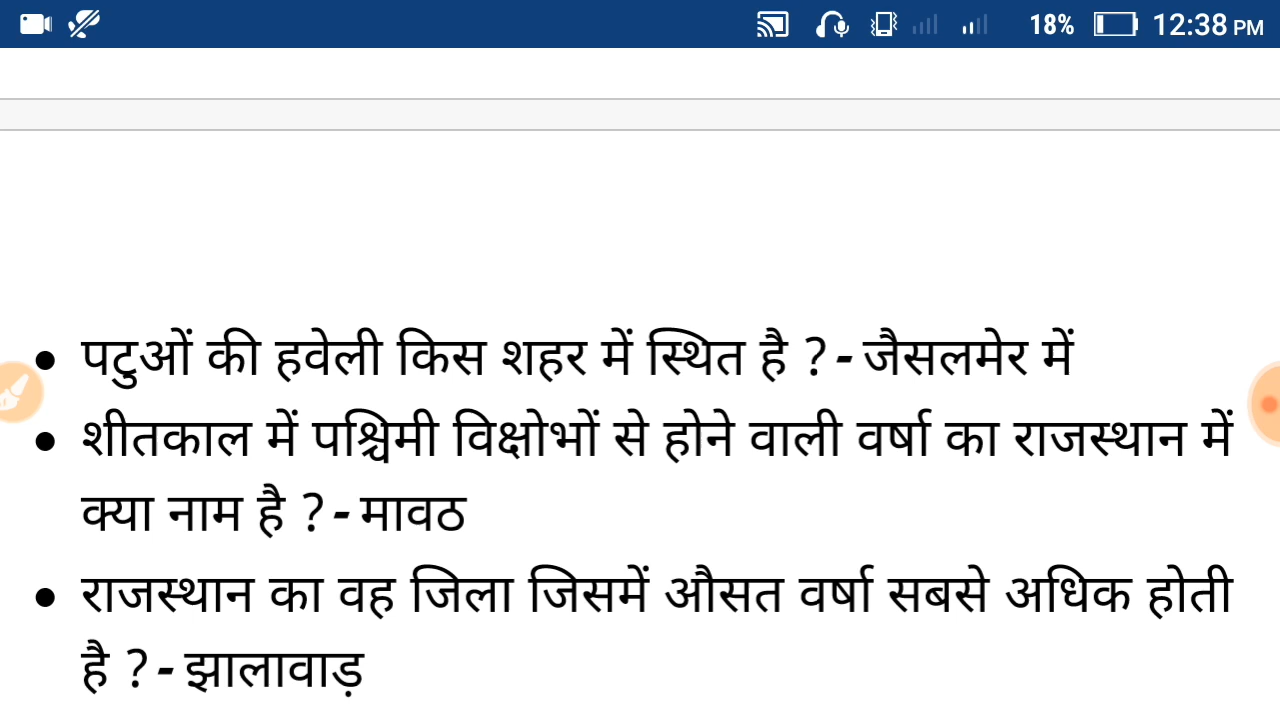 18% 12:38 PM
• पटुओं की हवेली किस शहर में स्थित है ?- जैसलमेर में
• शीतकाल में पश्चिमी विक्षोभों से होने वाली वर्षा का राजस्थान में
क्या नाम है ?- मावठ
• राजस्थान का वह जिला जिसमें औसत वर्षा सबसे अधिक होती
है ?- झालावाड़